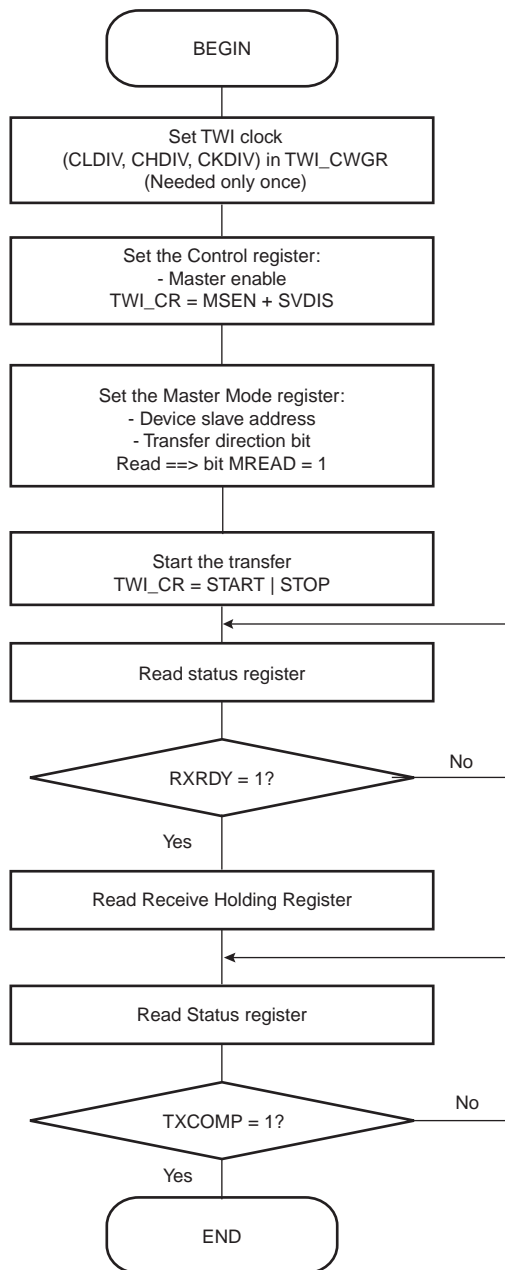 BEGIN
Set TWI clock
(CLDIV, CHDIV, CKDIV) in TWI_CWGR
(Needed only once)
Set the Control register:
- Master enable
TWI_CR = MSEN + SVDIS
Set the Master Mode register:
- Device slave address
- Transfer direction bit
Read ==> bit MREAD = 1
Start the transfer
TWI_CR = START | STOP
Read status register
RXRDY = 1?
No
Yes
Read Receive Holding Register
Read Status register
TXCOMP = 1?
No
Yes
END